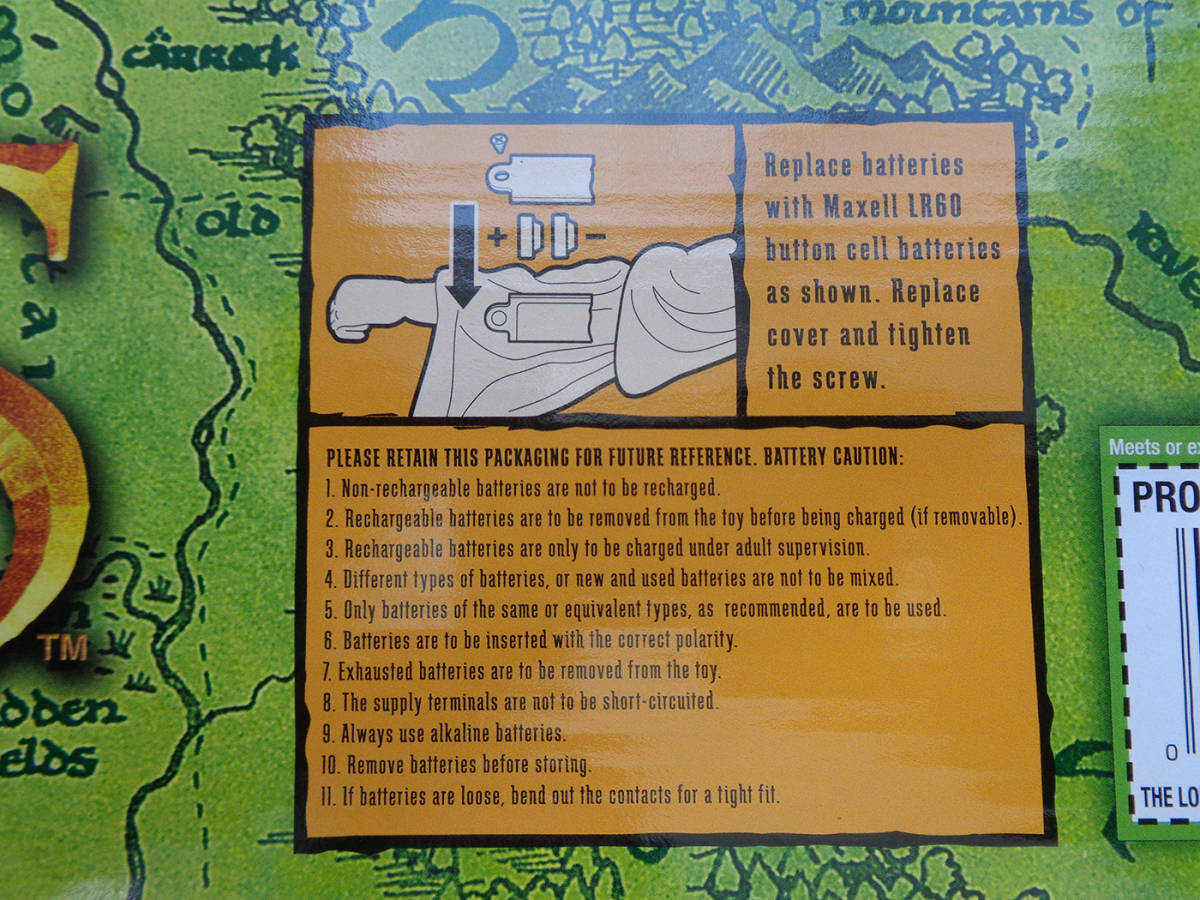 mountains of
Carrock
old
Replace batteries
with Maxell LR60
button cell batteries
as shown. Replace
cover and tighten
the screw.
+
–
PLEASE RETAIN THIS PACKAGING FOR FUTURE REFERENCE. BATTERY CAUTION:
1. Non-rechargeable batteries are not to be recharged.
2. Rechargeable batteries are to be removed from the toy before being charged (if removable).
3. Rechargeable batteries are only to be charged under adult supervision.
4. Different types of batteries, or new and used batteries are not to be mixed.
5. Only batteries of the same or equivalent types, as recommended, are to be used.
6. Batteries are to be inserted with the correct polarity.
7. Exhausted batteries are to be removed from the toy.
8. The supply terminals are not to be short-circuited.
9. Always use alkaline batteries.
10. Remove batteries before storing.
11. If batteries are loose, bend out the contacts for a tight fit.
Meets or e
PRO
0
THE LO
TM
dden
elds